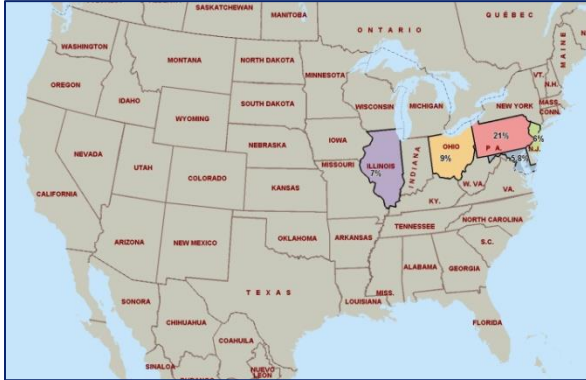 SASKATCHEWAN
MANITOBA
QUÉBEC
ONTARIO
WASHINGTON
MONTANA
NORTH DAKOTA
MINNESOTA
MAINE
VT.
N.H.
OREGON
IDAHO
SOUTH DAKOTA
WISCONSIN
MICHIGAN
NEW YORK
MASS.
CONN.
WYOMING
IOWA
21%
6%
P A.
N.J.
NEVADA
NEBRASKA
ILLINOIS
7%
INDIANA
OHIO
9%
5.8%
UTAH
COLORADO
KANSAS
MISSOURI
W. VA.
VA.
CALIFORNIA
KY.
NORTH CAROLINA
TENNESSEE
ARIZONA
NEW MEXICO
OKLAHOMA
ARKANSAS
S.C.
MISS.
ALABAMA
GEORGIA
TEXAS
LOUISIANA
SONORA
CHIHUAHUA
FLORIDA
COAHUILA
SINALOA
NUEVO
LEON